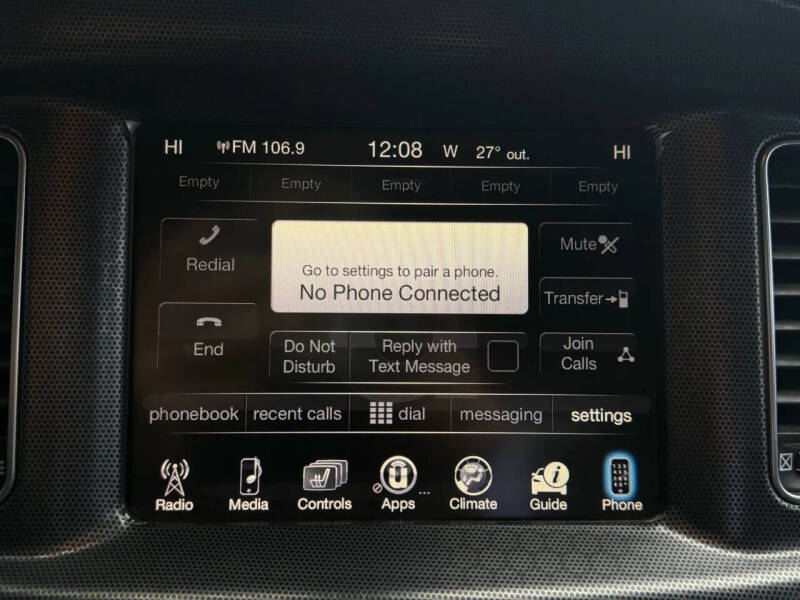 HI FM 106.9 12:08 W 27° out. HI
Empty Empty Empty Empty Empty
Redial
Go to settings to pair a phone.
No Phone Connected
Mute
Transfer
End
Do Not
Disturb
Reply with
Text Message
Join
Calls
phonebook recent calls dial messaging settings
Radio Media Controls Apps ... Climate Guide Phone